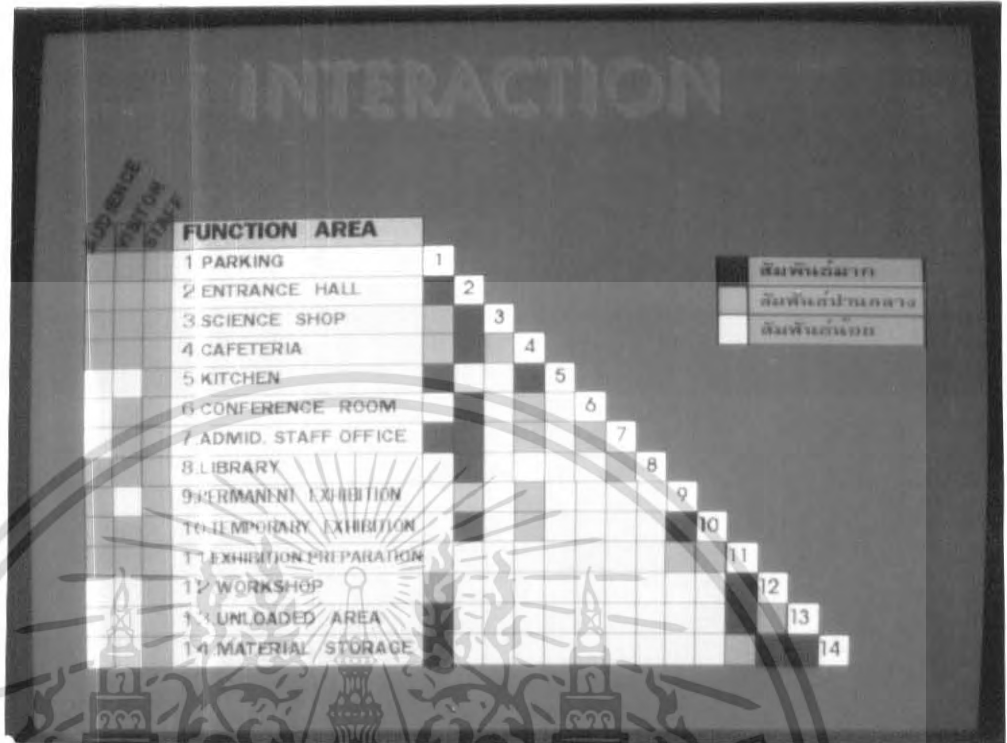 INTERACTION
AUDIENCE
VISITOR
STAFF
FUNCTION AREA
1 PARKING
2 ENTRANCE HALL
3 SCIENCE SHOP
4 CAFETERIA
5 KITCHEN
6 CONFERENCE ROOM
7. ADMID. STAFF OFFICE
8. LIBRARY
9. PERMANENT EXHIBITION
10. TEMPORARY EXHIBITION
11 EXHIBITION PREPARATION
12 WORKSHOP
13. UNLOADED AREA
14 MATERIAL STORAGE
1
2
3
4
5
6
7
8
9
10
11
12
13
14
สัมพันธ์มาก
สัมพันธ์ปานกลาง
สัมพันธ์น้อย